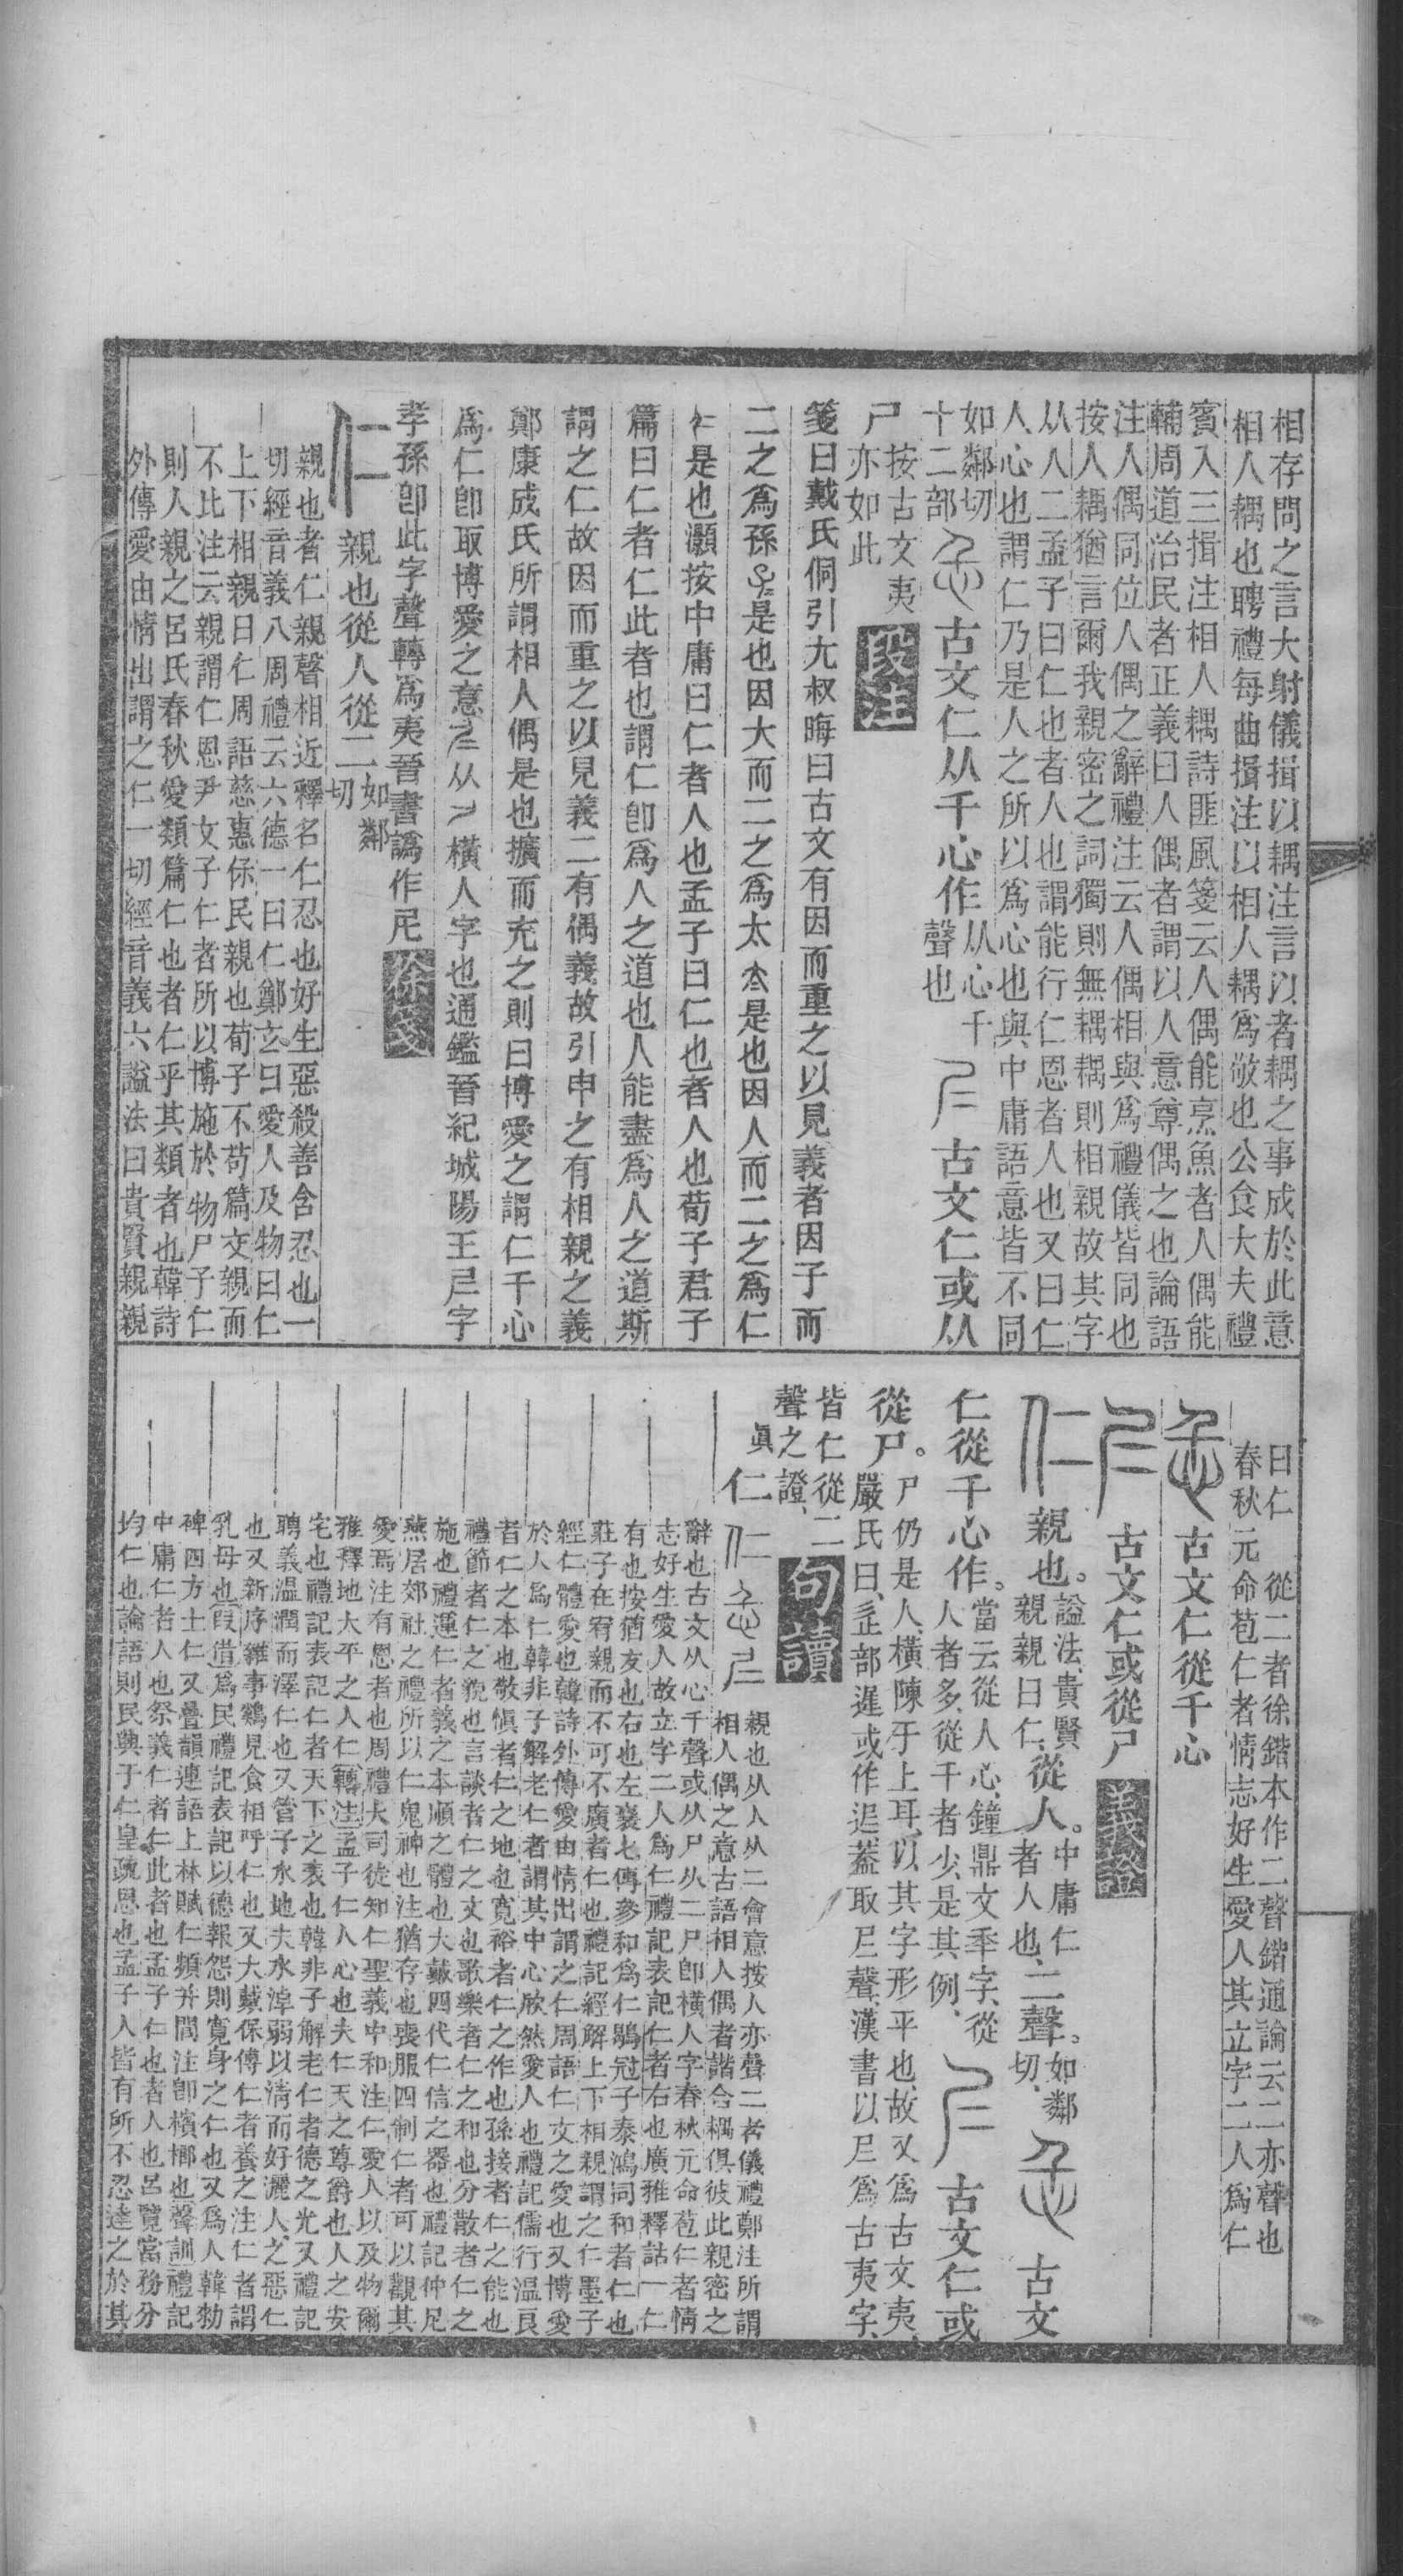 相存問之言大射儀揖以耦注言以者耦之事成於此意
相人耦也聘禮每曲揖注以相人耦爲敬也公食大夫禮
賓入三揖注相人耦詩匪風箋云人偶能烹魚者人偶能
輔周道治民者正義曰人偶者謂以人意尊偶之也論語
注人偶同位人偶之辭禮注云人偶相與爲禮儀皆同也
按人耦猶言爾我親密之詞獨則無耦耦則相親故其字
从人二孟子曰仁也者人也謂能行仁恩者人也又曰仁
人心也謂仁乃是人之所以爲心也與中庸語意皆不同
如鄰切
十二部
古文仁从千心作
从心千
聲也
古文仁或从
尸
按古文夷
亦如此
段注
箋曰戴氏侗引尢叔晦曰古文有因而重之以見義者因子而
二之爲孫是也因大而二之爲太是也因人而二之爲仁
是也灝按中庸曰仁者人也孟子曰仁也者人也荀子君子
篇曰仁者仁此者也謂仁卽爲人之道也人能盡爲人之道斯
謂之仁故因而重之以見義二有偶義故引申之有相親之義
鄭康成氏所謂相人偶是也擴而充之則曰博愛之謂仁千心
爲仁卽取博愛之意𡰥从橫人字也通鑑晉紀城陽王𡰥字
孝孫卽此字聲轉爲夷晉書譌作尼
徐箋
仁
親也從人從二
如鄰
切
親也者仁親聲相近釋名仁忍也好生惡殺善含忍也一
切經音義八周禮云六德一曰仁鄭玄曰愛人及物曰仁
上下相親曰仁周語慈惠保民親也荀子不苟篇交親而
不比注云親謂仁恩尹文子仁者所以博施於物尸子仁
則人親之呂氏春秋愛類篇仁也者仁乎其類者也韓詩
外傳愛由情出謂之仁一切經音義六謚法曰貴賢親親
曰仁 從二者徐鍇本作二聲鍇通論云二亦聲也
春秋元命苞仁者情志好生愛人其立字二人爲仁
古文仁從千心
古文仁或從尸
義證
仁
親也。
謚法、貴賢
親親曰仁、
從人。
中庸仁
者人也、
二聲。
如鄰
切、
古文
仁從千心作。
當云從人心、鐘鼎文年字、從
人者多、從千者少、是其例、
古文仁或
從尸。
尸仍是人、橫陳于上耳、以其字形平也、故又爲古文夷、
嚴氏曰、辵部遲或作迡、蓋取𡰥聲、漢書以𡰥爲古夷字、
皆仁從二
聲之證、
句讀
眞
仁
親也从人从二會意按人亦聲二者儀禮鄭注所謂
相人偶之意古語相人偶者諧合耦俱彼此親密之
辭也古文从心千聲或从尸从二尸卽橫人字春秋元命苞仁者情
志好生愛人故立字二人爲仁禮記表記仁者右也廣雅釋詁一仁
有也按猶友也右也左襄七傳參和爲仁鶡冠子泰鴻同和者仁也
莊子在宥親而不可不廣者仁也禮記經解上下相親謂之仁墨子
經仁體愛也韓詩外傳愛由情出謂之仁周語仁文之愛也又博愛
於人爲仁韓非子解老仁者謂其中心欣然愛人也禮記儒行溫良
者仁之本也敬愼者仁之地也寬裕者仁之作也孫接者仁之能也
禮節者仁之貌也言談者仁之文也歌樂者仁之和也分散者仁之
施也禮運仁者義之本順之體也大戴四代仁信之器也禮記仲尼
燕居郊社之禮所以仁鬼神也注猶存也喪服四制仁者可以觀其
愛焉注有恩者也周禮大司徒知仁聖義中和注仁愛人以及物爾
雅釋地大平之人仁轉注孟子仁人心也夫仁天之尊爵也人之安
宅也禮記表記仁者天下之表也韓非子解老仁者德之光又禮記
聘義溫潤而澤仁也又管子水地夫水淖弱以淸而好灑人之惡仁
也又新序雜事鷄見食相呼仁也又大戴保傅仁者養之注仁者謂
乳母也叚借爲民禮記表記以德報怨則寬身之仁也又爲人韓勑
碑四方士仁又疊韻連語上林賦仁頻幷閭注卽檳榔也聲訓禮記
中庸仁者人也祭義仁者仁此者也孟子仁也者人也呂覽當務分
均仁也論語則民興于仁皇疏恩也孟子人皆有所不忍達之於其